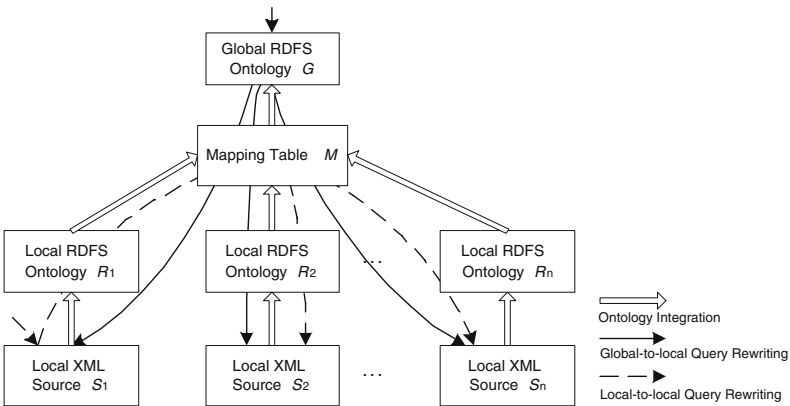 Global RDFS
Ontology G
Mapping Table M
Local RDFS
Ontology R1
Local RDFS
Ontology R2
...
Local RDFS
Ontology Rn
Local XML
Source S1
Local XML
Source S2
...
Local XML
Source Sn
Ontology Integration
Global-to-local Query Rewriting
Local-to-local Query Rewriting